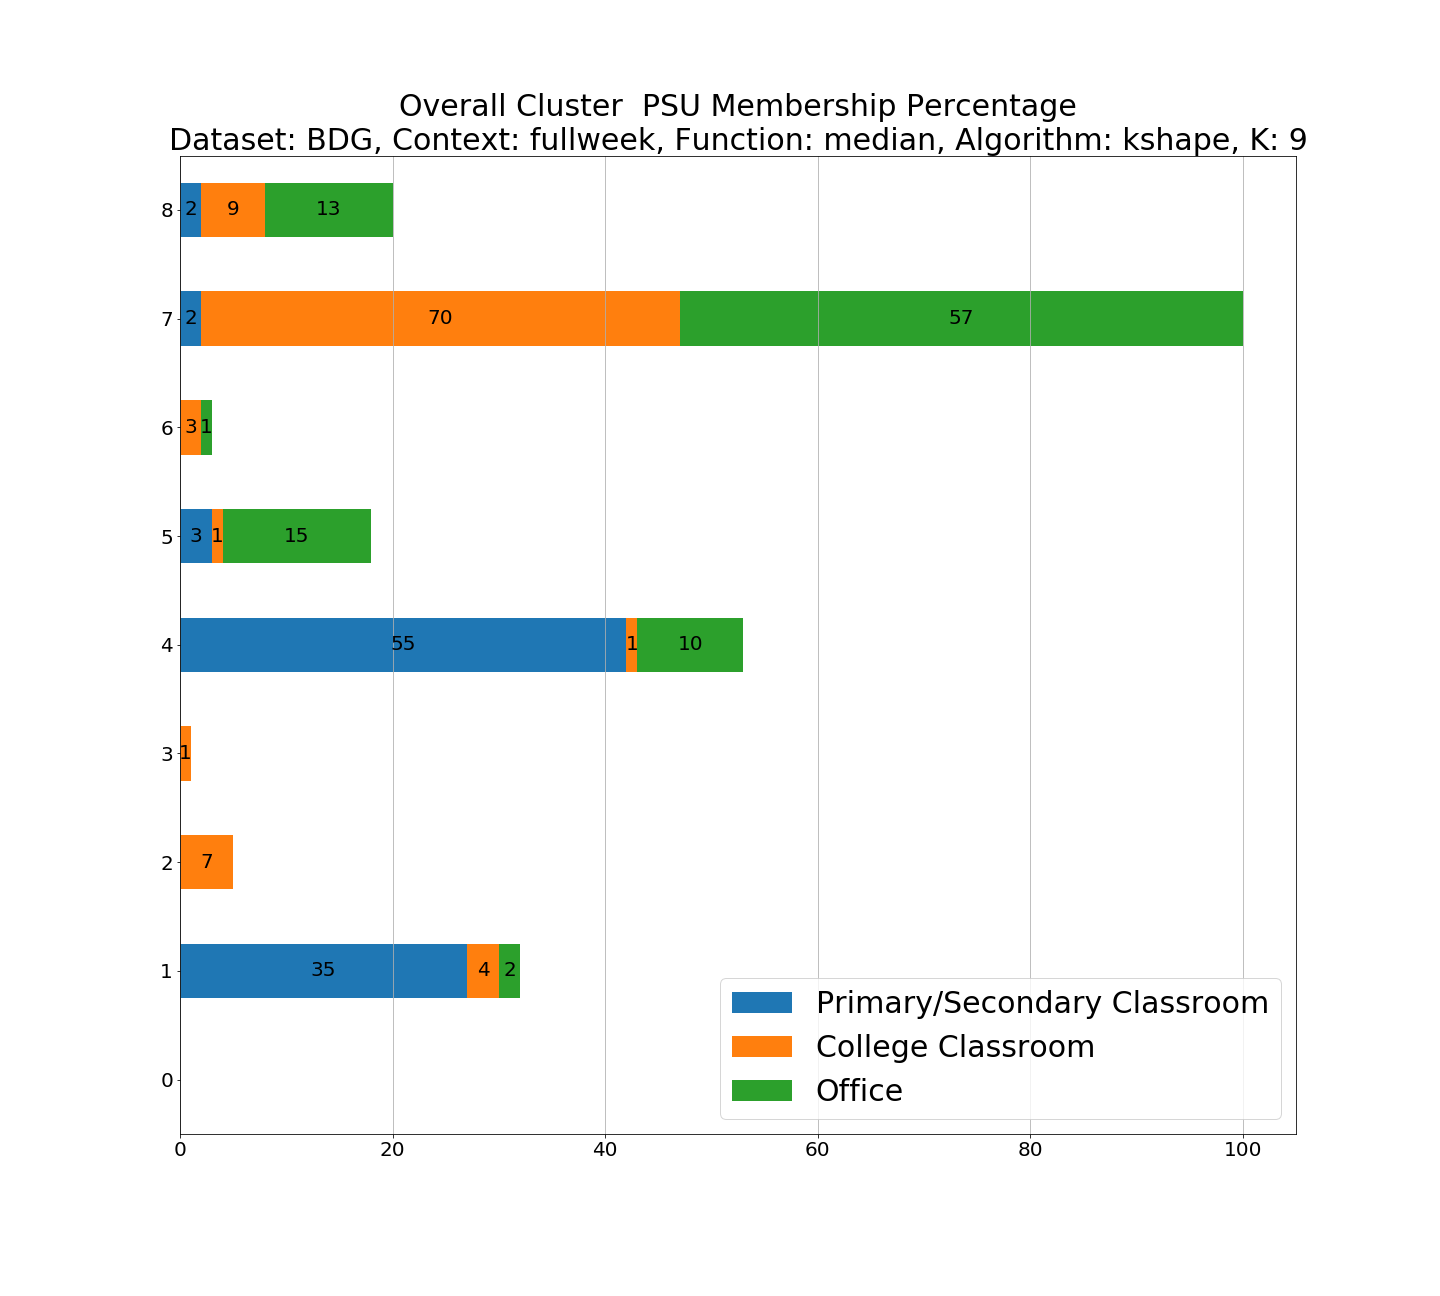 Overall Cluster  PSU Membership Percentage
Dataset: BDG, Context: fullweek, Function: median, Algorithm: kshape, K: 9
8 2 9 13
7 2 70 57
6 3 1
5 3 1 15
4 55 1 10
3 1
2 7
1 35 4 2
0
Primary/Secondary Classroom
College Classroom
Office
0 20 40 60 80 100